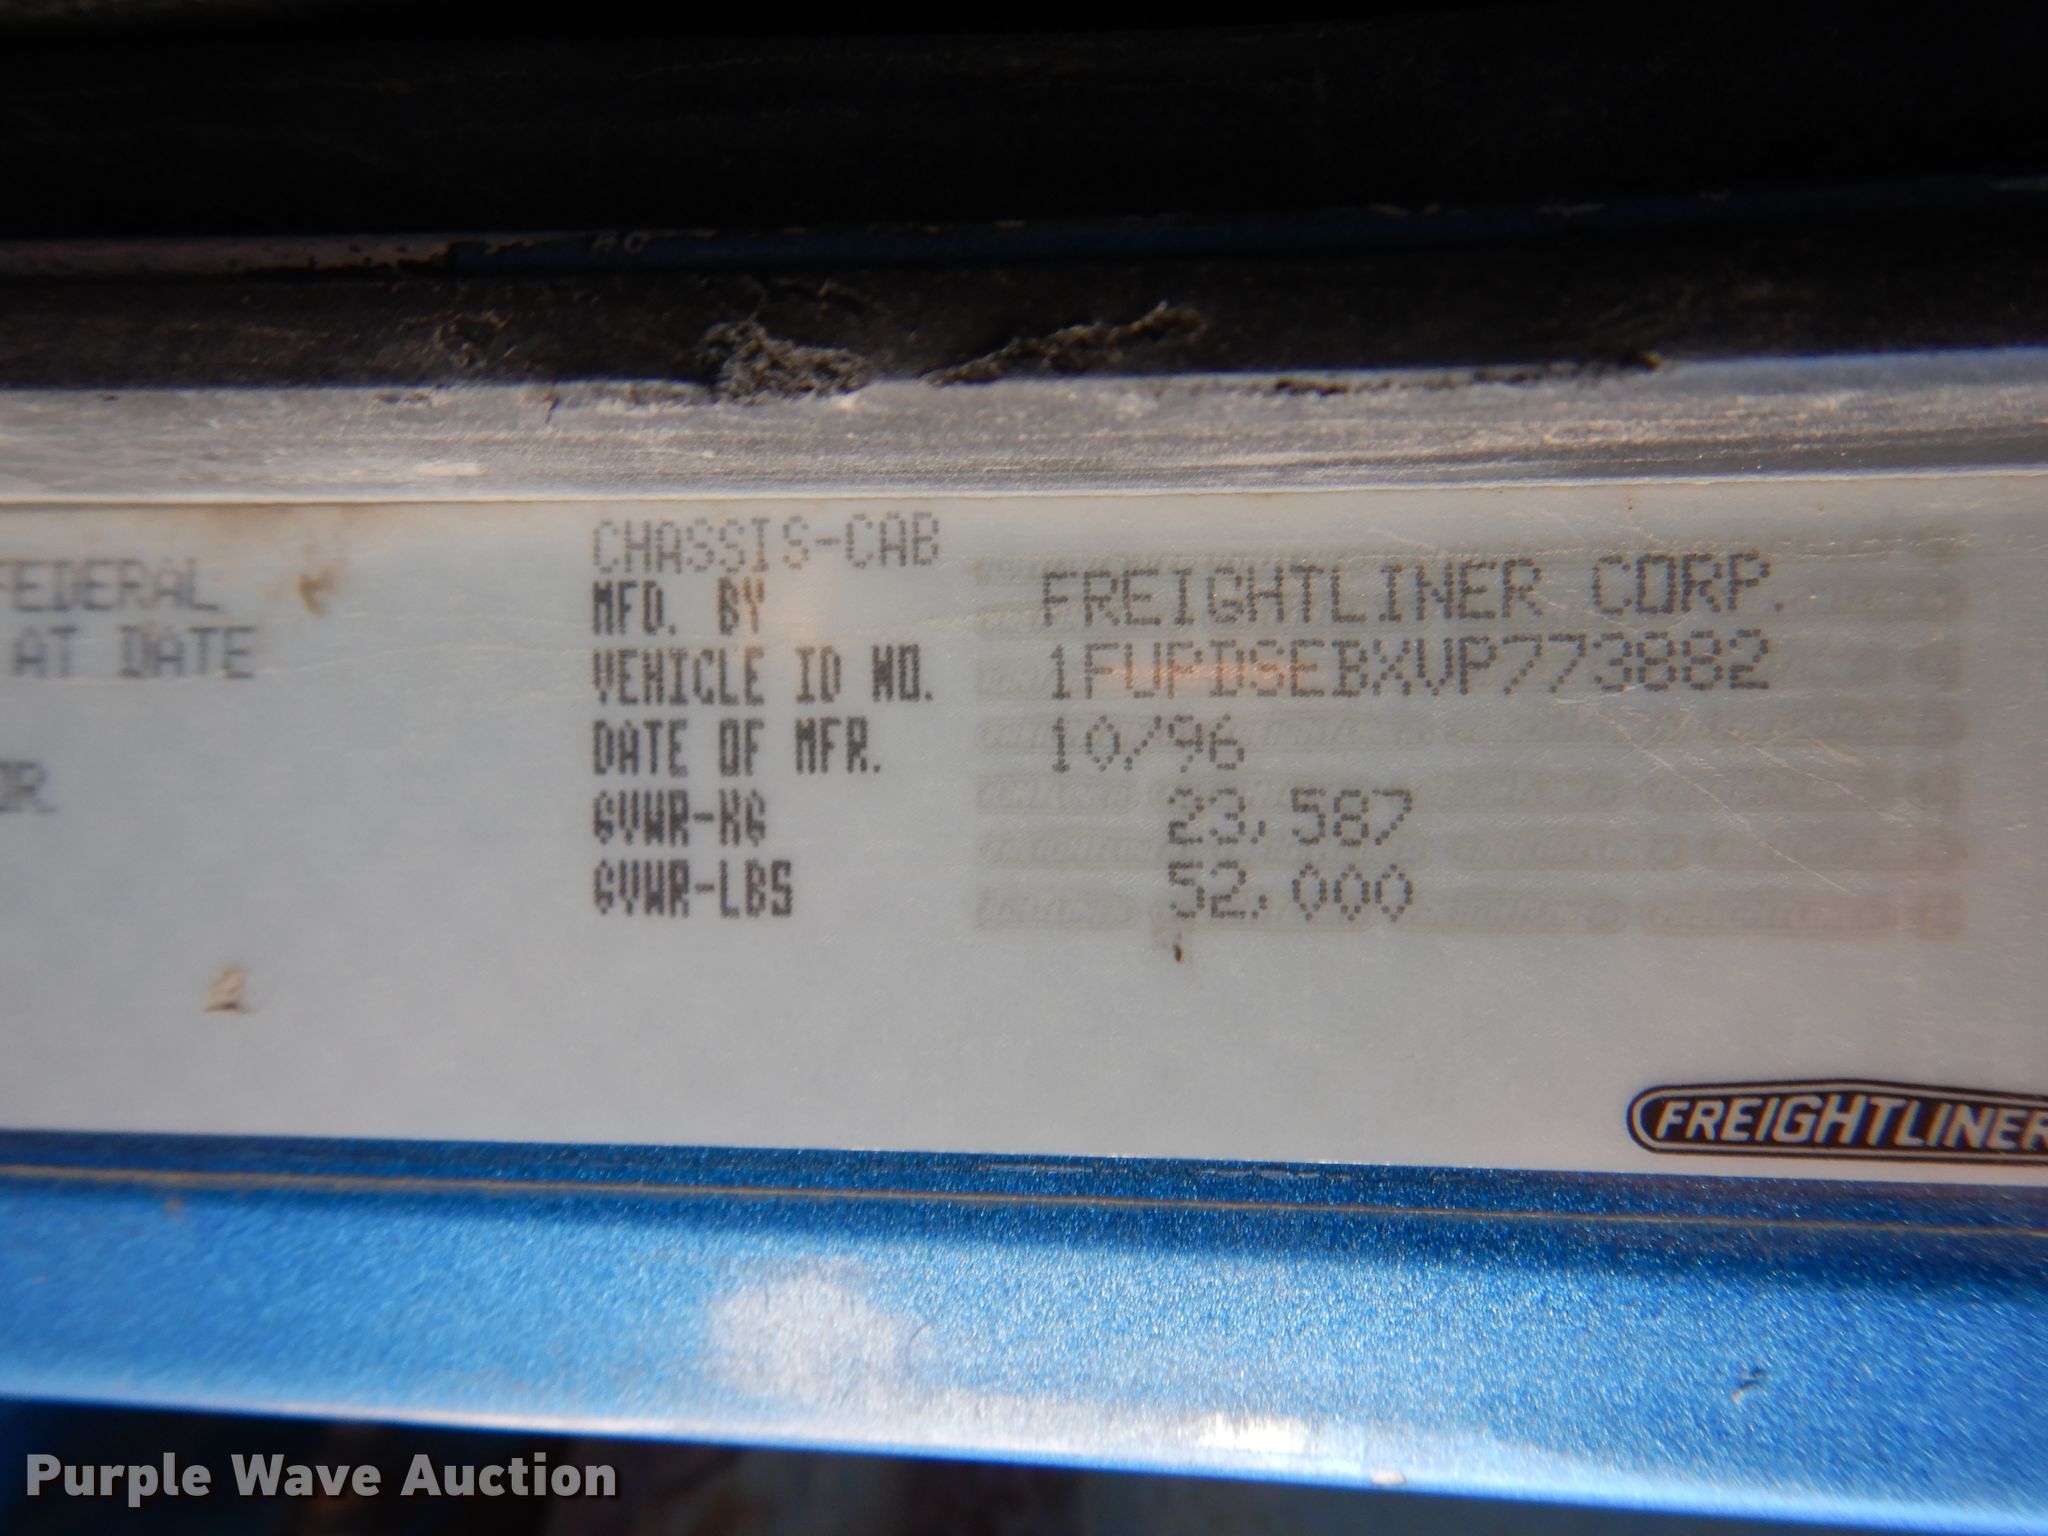 CHASSIS-CAB
FEDERAL
AT DATE
OR
MFD. BY FREIGHTLINER CORP.
VEHICLE ID NO. 1FUPDSEBXVP773882
DATE OF MFR. 10/96
GVWR-KG 23,587
GVWR-LBS 52,000
FREIGHTLINER
Purple Wave Auction